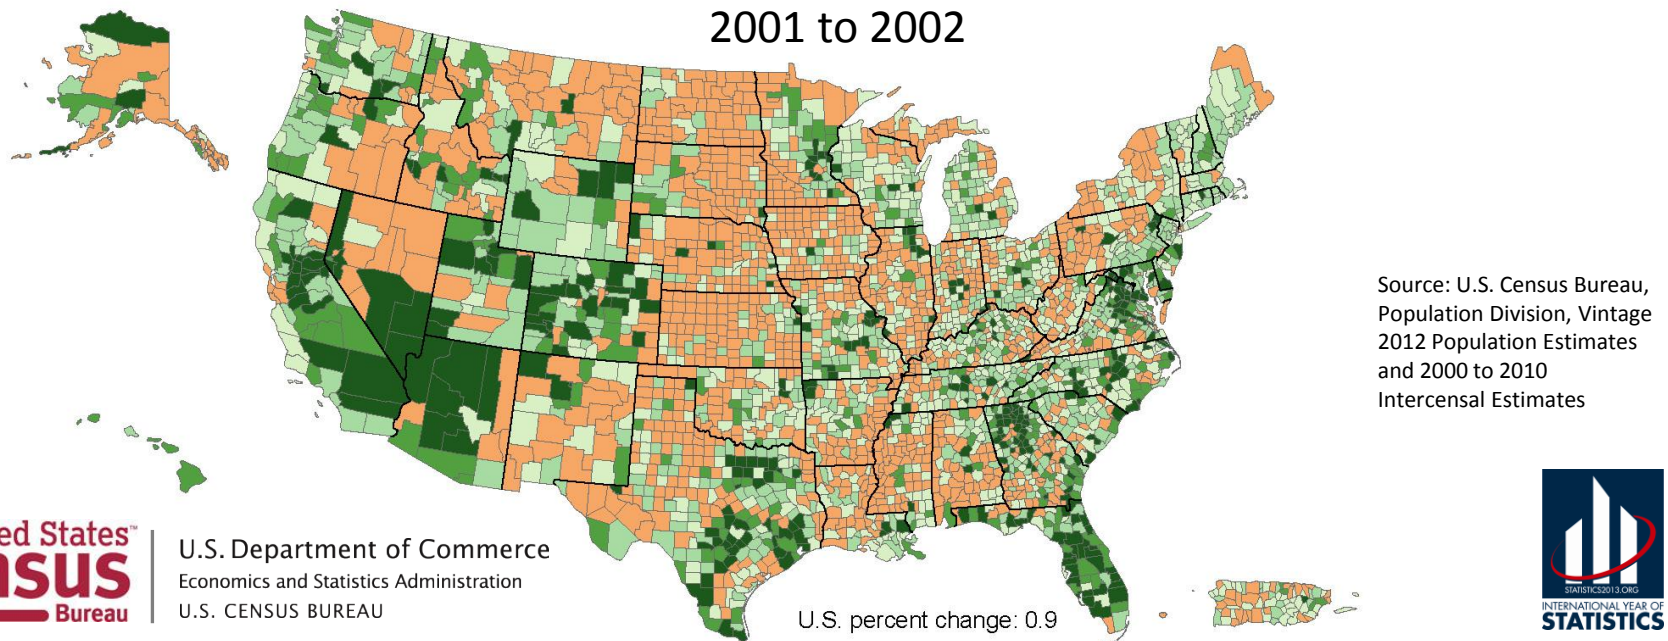 2001 to 2002
Source: U.S. Census Bureau,
Population Division, Vintage
2012 Population Estimates
and 2000 to 2010
Intercensal Estimates
ed States™
nsus
Bureau
U.S. Department of Commerce
Economics and Statistics Administration
U.S. CENSUS BUREAU
U.S. percent change: 0.9
STATISTICS2013.ORG
INTERNATIONAL YEAR OF
STATISTICS